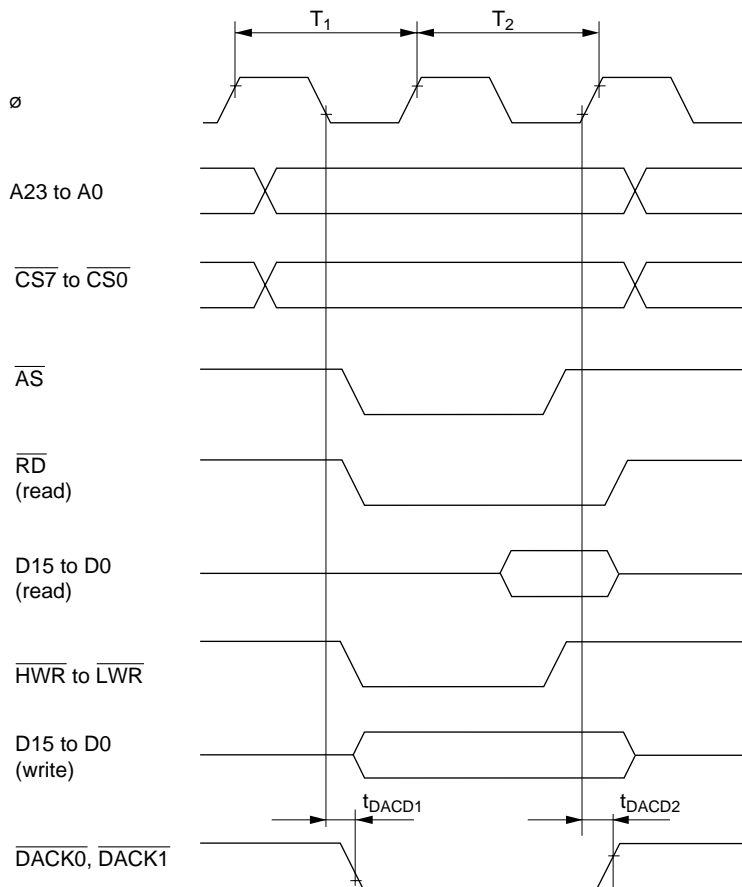 T1 T2
ø
A23 to A0
CS7 to CS0
AS
RD
(read)
D15 to D0
(read)
HWR to LWR
D15 to D0
(write)
tDACD1 tDACD2
DACK0, DACK1